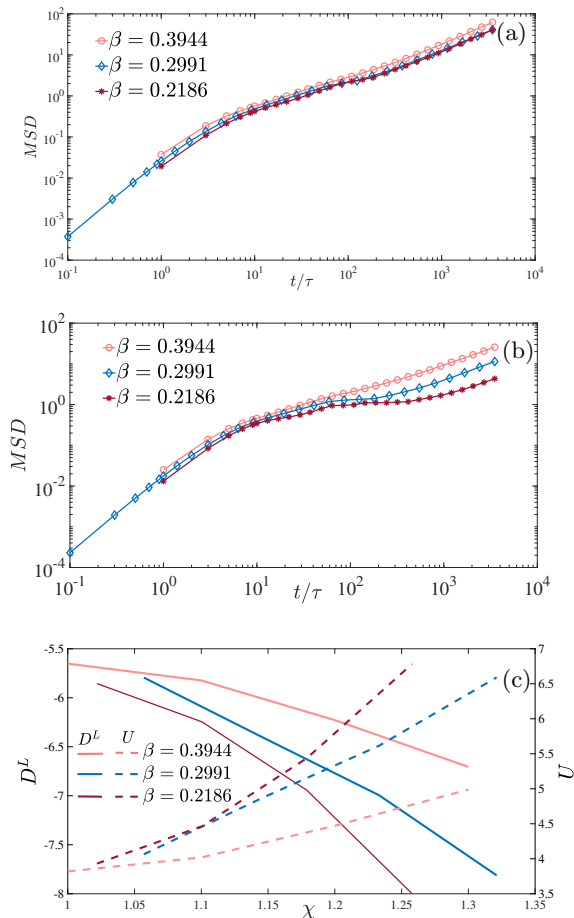 10^2
(a)
β = 0.3944
10^1
β = 0.2991
β = 0.2186
10^0
MSD
10^-1
10^-2
10^-3
10^-4
10^-1 10^0 10^1 10^2 10^3 10^4
t/τ
10^2
(b)
β = 0.3944
β = 0.2991
10^0
β = 0.2186
MSD
10^-2
10^-4
10^-1 10^0 10^1 10^2 10^3 10^4
t/τ
-5.5 7
(c)
-6 6.5
6
D^L U
-6.5 β = 0.3944 5.5
β = 0.2991
D^L -7 β = 0.2186 5 U
4.5
-7.5 4
-8 3.5
1 1.05 1.1 1.15 1.2 1.25 1.3 1.35
χ